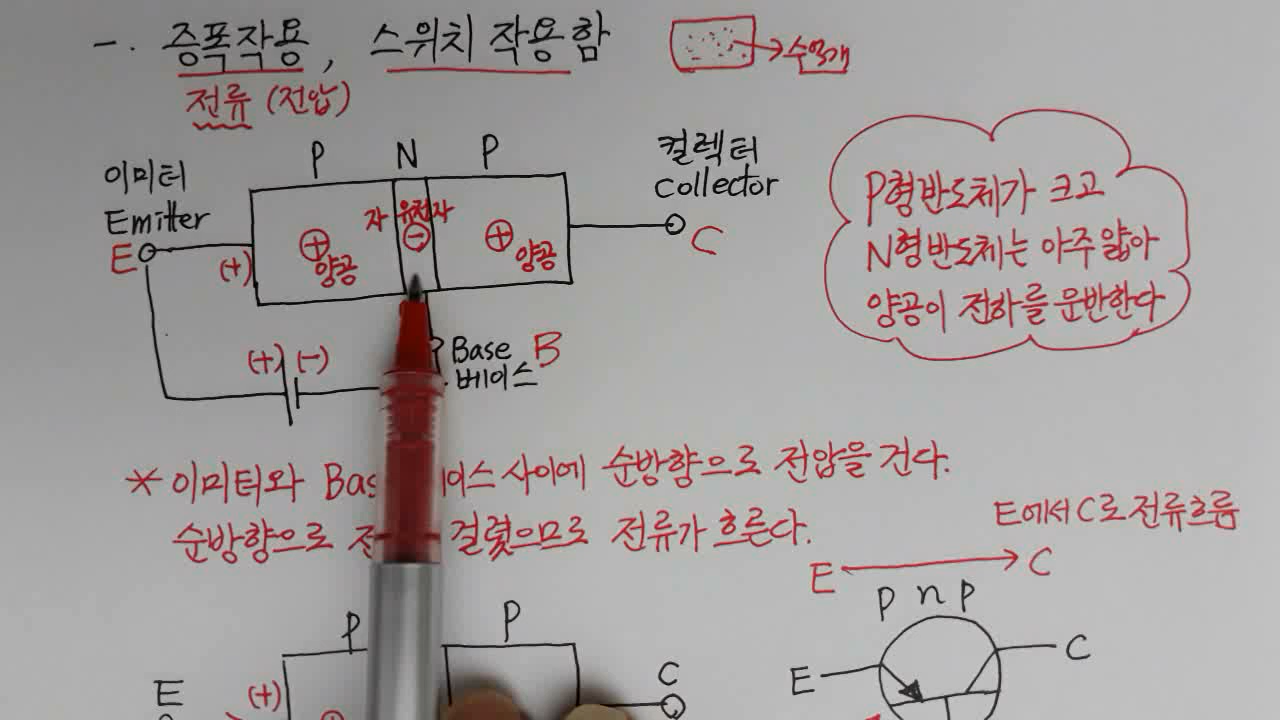 一. 증폭작용, 스위치 작용함
수억개
전류 (전압)
P N P
이미터
Emitter
E
컬렉터
Collector
C
(+)
+
양공
자 유전자
-
+
양공
P형반도체가 크고
N형반도체는 아주 얇아
양공이 전하를 운반한다
(+) (-)
Base B
베이스
* 이미터와 Bas 이스 사이에 순방향으로 전압을 건다.
순방향으로 전 걸렸으므로 전류가 흐른다.
E에서 C로 전류흐름
E → C
P n P
E C
P P
E (+) C